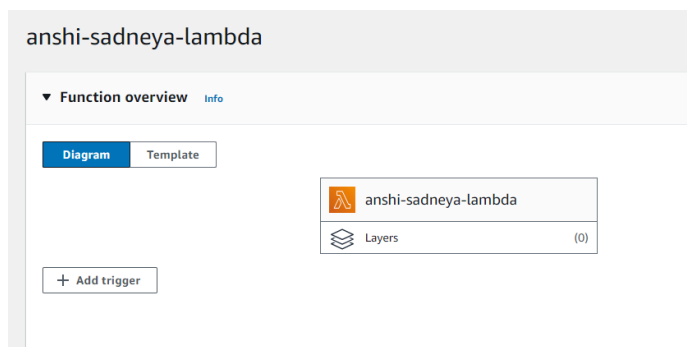 anshi-sadneya-lambda
Function overview Info
Diagram Template
anshi-sadneya-lambda
Layers (0)
Add trigger